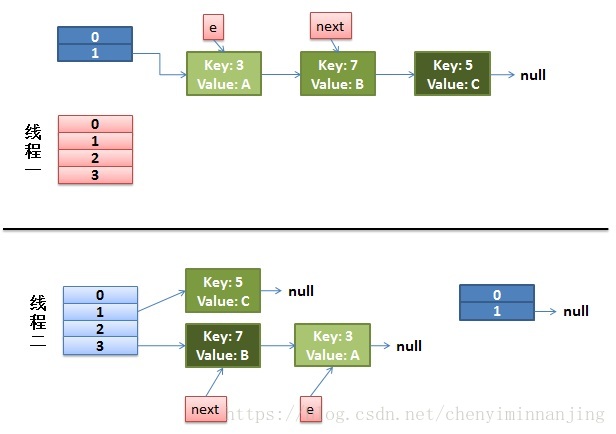 e
next
0
1
Key: 3
Value: A
Key: 7
Value: B
Key: 5
Value: C
null
线程一
0
1
2
3
线程二
0
1
2
3
Key: 5
Value: C
null
Key: 7
Value: B
Key: 3
Value: A
null
0
1
null
next
e
https://blog.csdn.net/chenyiminnanjing